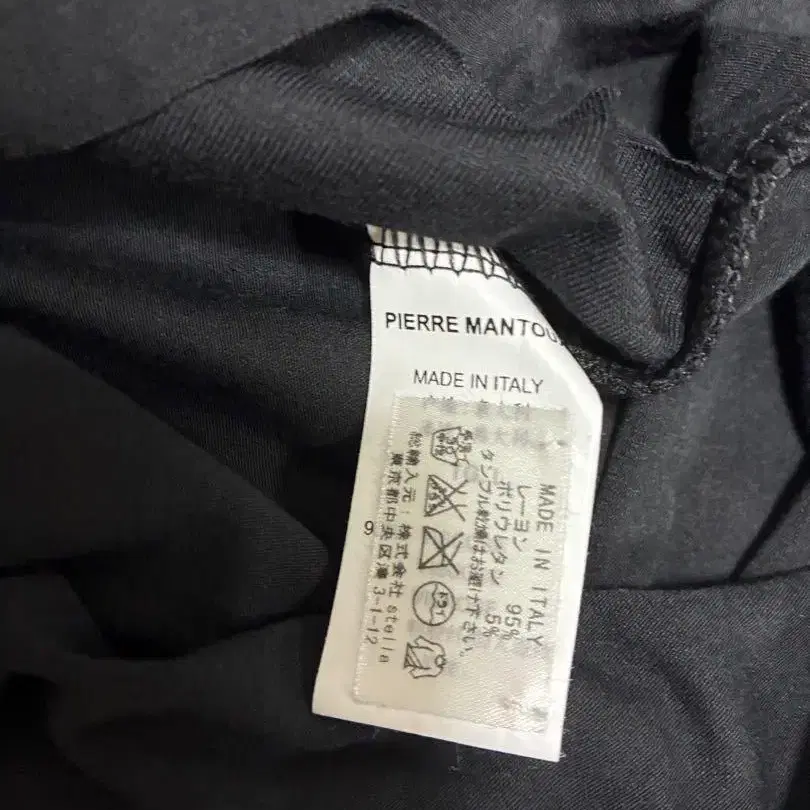 PIERRE MANTOU
MADE IN ITALY
9
MADE IN ITALY
レーヨン 95%
ポリウレタン 5%
タンブル乾燥はお避け下さい。
総輸入元：株式会社 stella
東京都中央区湊 3-1-12